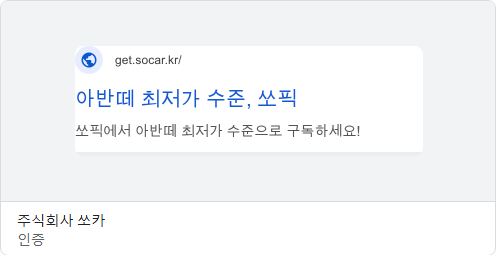 get.socar.kr/
아반떼 최저가 수준, 쏘픽
쏘픽에서 아반떼 최저가 수준으로 구독하세요!
주식회사 쏘카
인증